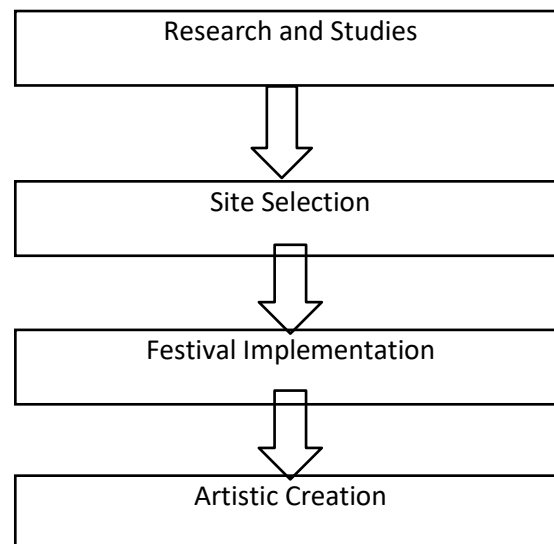 Research and Studies
Site Selection
Festival Implementation
Artistic Creation